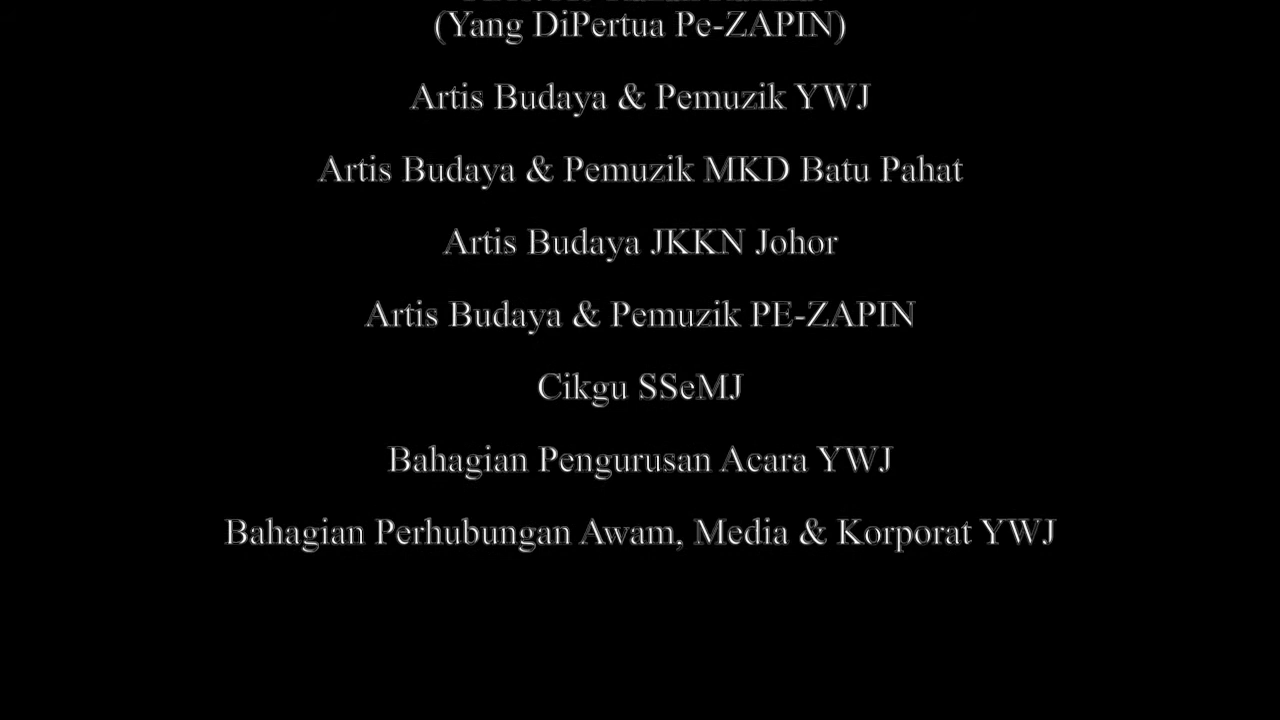 (Yang DiPertua Pe-ZAPIN)
Artis Budaya & Pemuzik YWJ
Artis Budaya & Pemuzik MKD Batu Pahat
Artis Budaya JKKN Johor
Artis Budaya & Pemuzik PE-ZAPIN
Cikgu SSeMJ
Bahagian Pengurusan Acara YWJ
Bahagian Perhubungan Awam, Media & Korporat YWJ